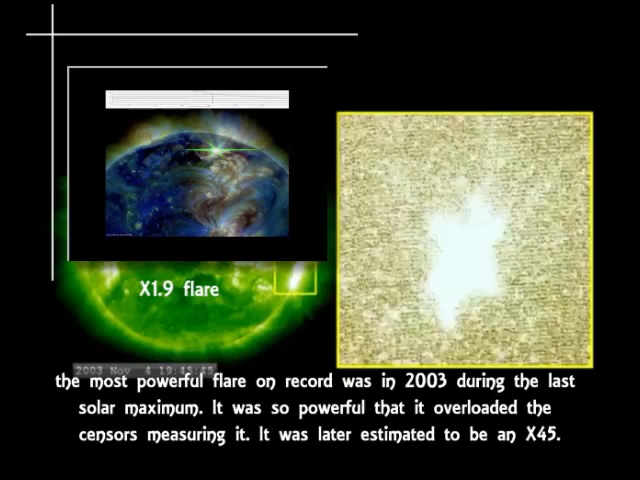 X1.9 flare
2003 Nov 4 19:45:49
the most powerful flare on record was in 2003 during the last
solar maximum. It was so powerful that it overloaded the
censors measuring it. It was later estimated to be an X45.